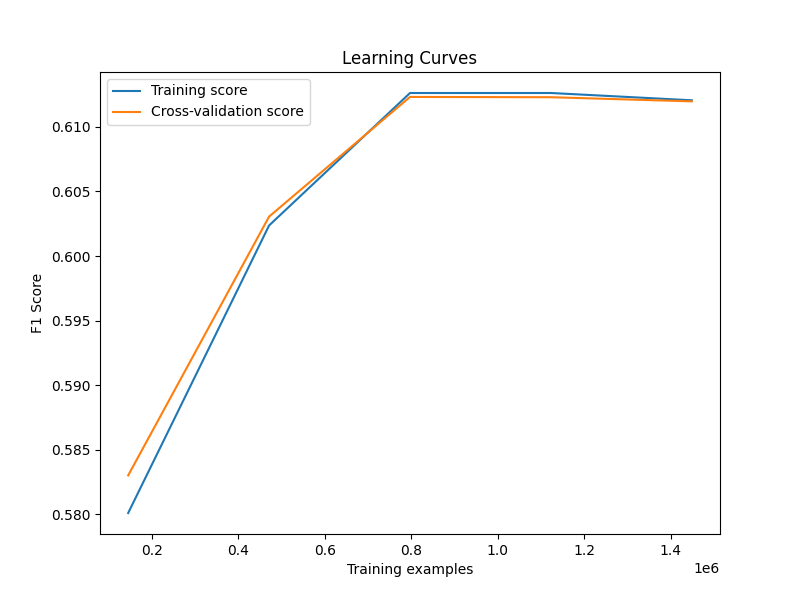 Learning Curves
Training score
Cross-validation score
0.610
0.605
0.600
0.595
0.590
0.585
0.580
F1 Score
0.2 0.4 0.6 0.8 1.0 1.2 1.4
1e6
Training examples